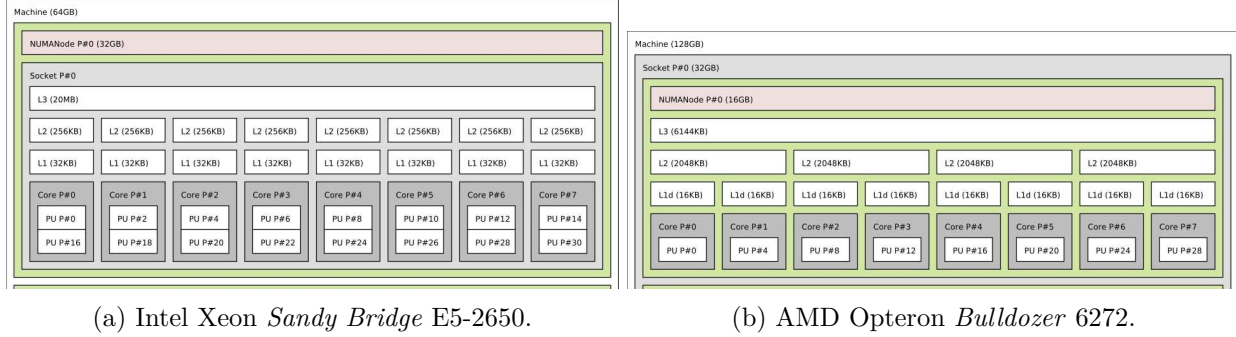 Machine (64GB)
NUMANode P#0 (32GB)
Socket P#0
L3 (20MB)
L2 (256KB) L2 (256KB) L2 (256KB) L2 (256KB) L2 (256KB) L2 (256KB) L2 (256KB) L2 (256KB)
L1 (32KB) L1 (32KB) L1 (32KB) L1 (32KB) L1 (32KB) L1 (32KB) L1 (32KB) L1 (32KB)
Core P#0 Core P#1 Core P#2 Core P#3 Core P#4 Core P#5 Core P#6 Core P#7
PU P#0 PU P#2 PU P#4 PU P#6 PU P#8 PU P#10 PU P#12 PU P#14
PU P#16 PU P#18 PU P#20 PU P#22 PU P#24 PU P#26 PU P#28 PU P#30
(a) Intel Xeon Sandy Bridge E5-2650.
Machine (128GB)
Socket P#0 (32GB)
NUMANode P#0 (16GB)
L3 (6144KB)
L2 (2048KB) L2 (2048KB) L2 (2048KB) L2 (2048KB)
L1d (16KB) L1d (16KB) L1d (16KB) L1d (16KB) L1d (16KB) L1d (16KB) L1d (16KB) L1d (16KB)
Core P#0 Core P#1 Core P#2 Core P#3 Core P#4 Core P#5 Core P#6 Core P#7
PU P#0 PU P#4 PU P#8 PU P#12 PU P#16 PU P#20 PU P#24 PU P#28
(b) AMD Opteron Bulldozer 6272.